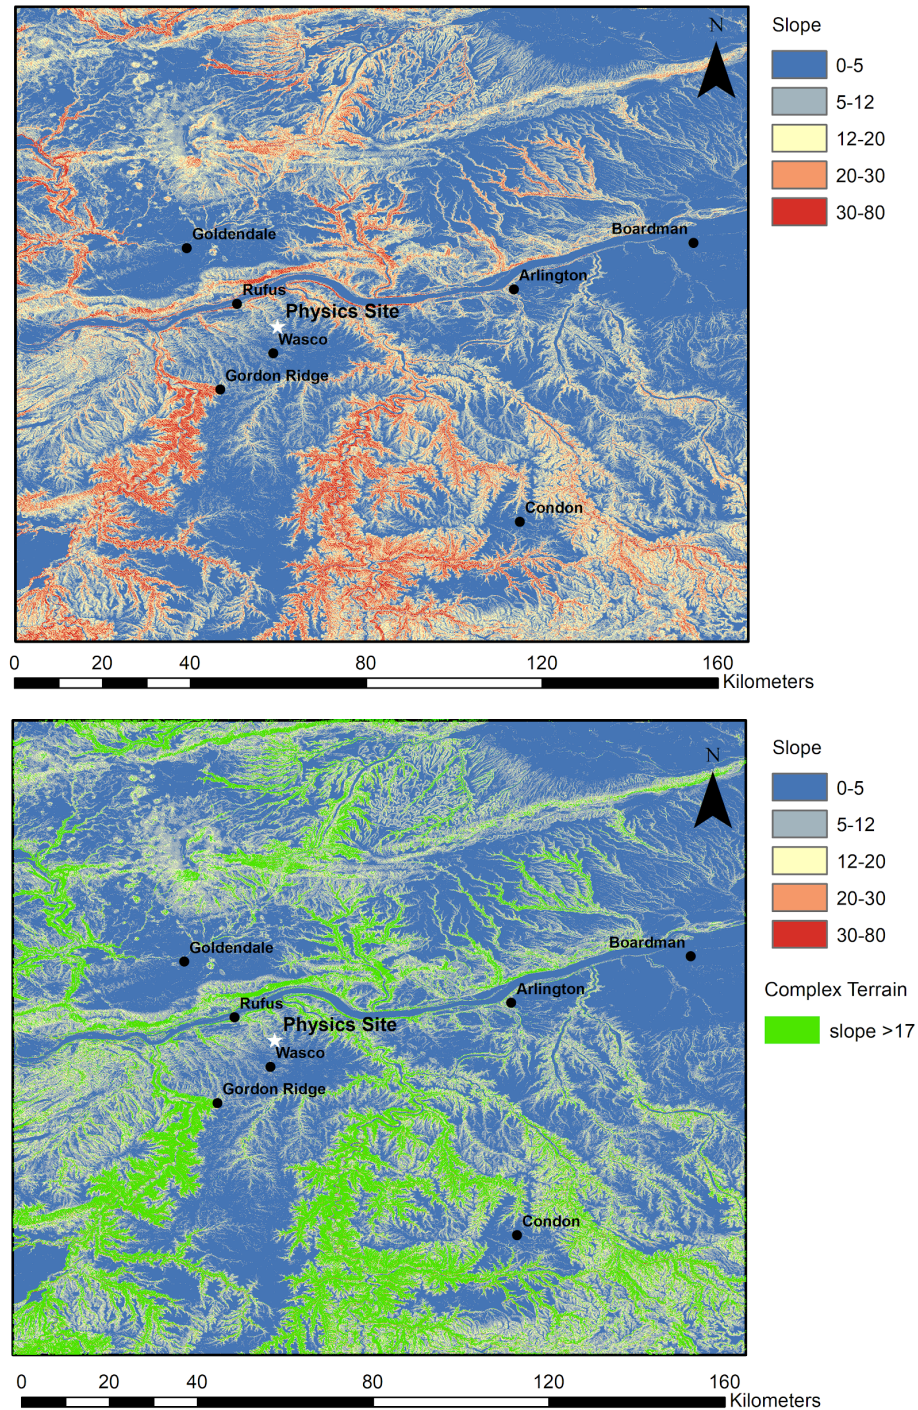 N
Slope
0-5
5-12
12-20
20-30
30-80
Boardman
Goldendale
Arlington
Rufus
Physics Site
Wasco
Gordon Ridge
Condon
0 20 40 80 120 160
Kilometers
N
Slope
0-5
5-12
12-20
20-30
30-80
Complex Terrain
slope >17
Boardman
Goldendale
Arlington
Rufus
Physics Site
Wasco
Gordon Ridge
Condon
0 20 40 80 120 160
Kilometers